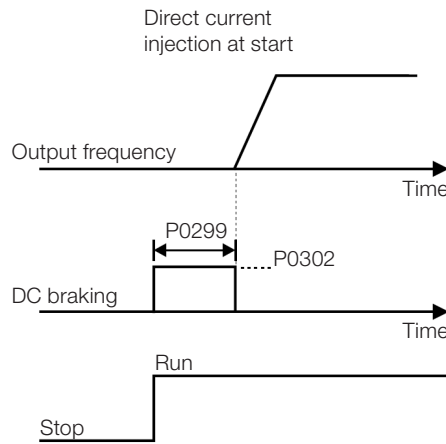 Direct current
injection at start
Output frequency
Time
P0299
P0302
DC braking
Time
Run
Stop